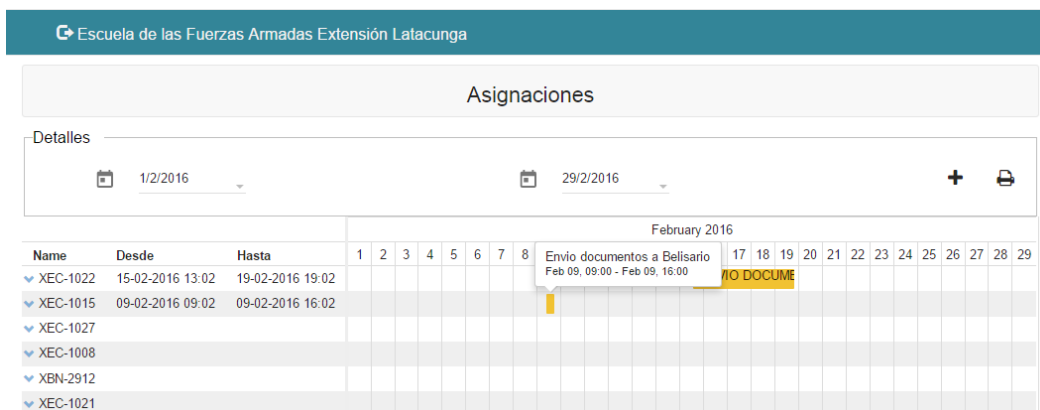 Escuela de las Fuerzas Armadas Extensión Latacunga
Asignaciones
Detalles
1/2/2016 29/2/2016
February 2016
Name Desde Hasta 1 2 3 4 5 6 7 8 17 18 19 20 21 22 23 24 25 26 27 28 29
Envio documentos a Belisario
Feb 09, 09:00 - Feb 09, 16:00
XEC-1022 15-02-2016 13:02 19-02-2016 19:02 IO DOCUME
XEC-1015 09-02-2016 09:02 09-02-2016 16:02
XEC-1027
XEC-1008
XBN-2912
XEC-1021